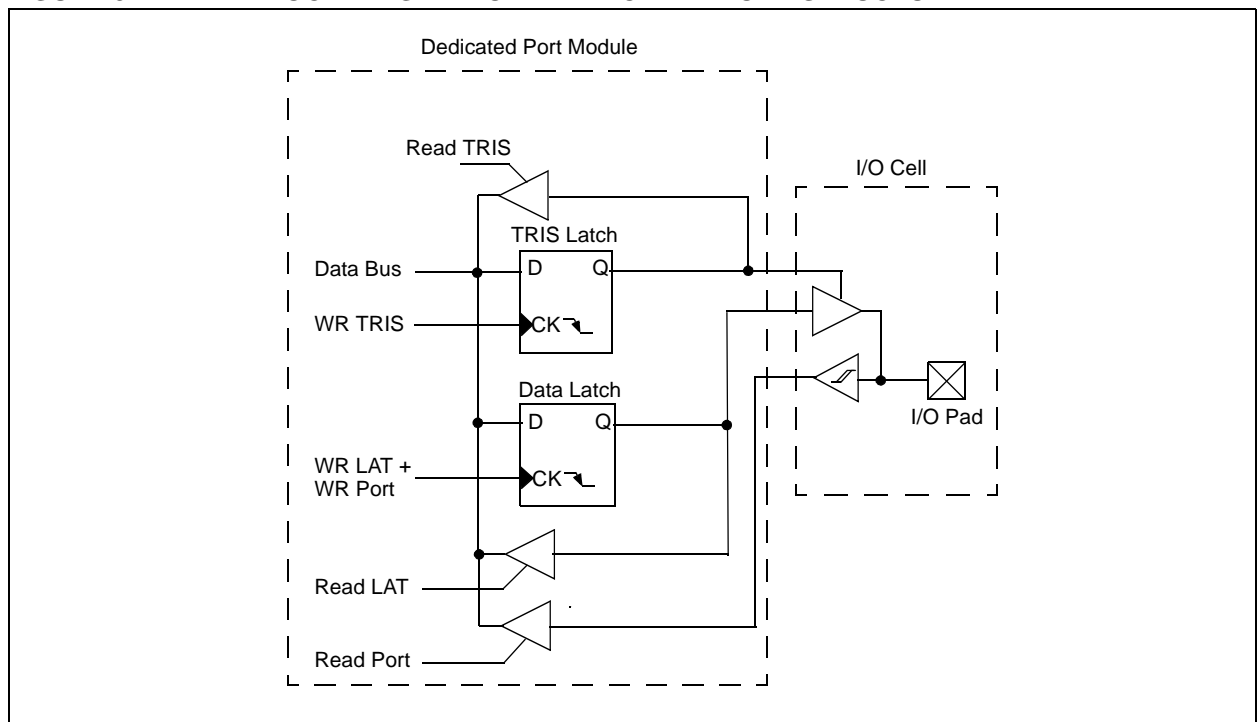 Dedicated Port Module
Read TRIS
I/O Cell
TRIS Latch
Data Bus
D
Q
WR TRIS
CK
Data Latch
I/O Pad
D
Q
WR LAT +
WR Port
CK
Read LAT
Read Port